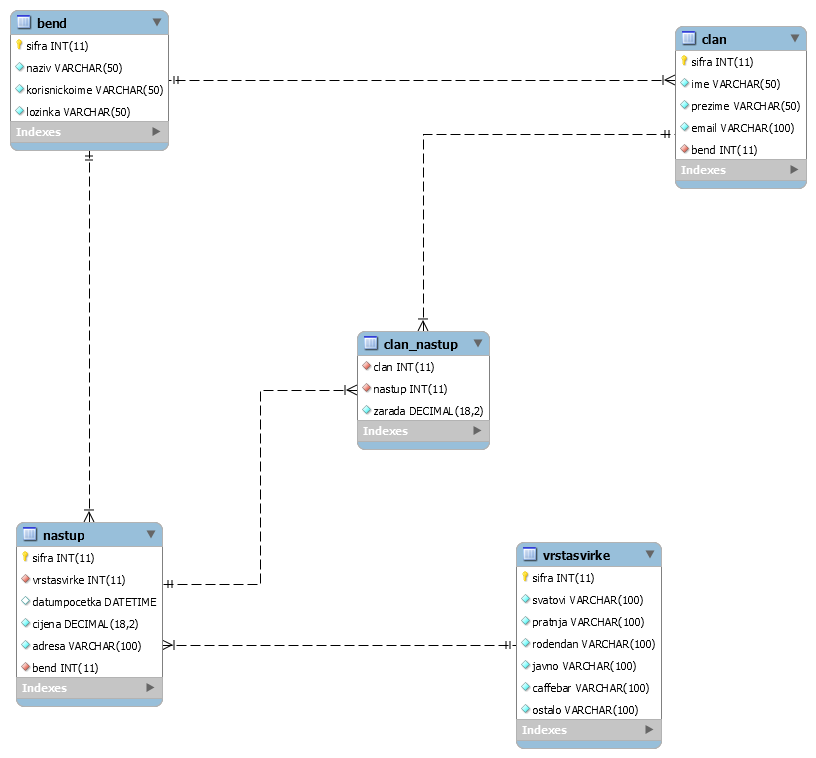 bend
sifra INT(11)
naziv VARCHAR(50)
korisnickoime VARCHAR(50)
lozinka VARCHAR(50)
Indexes
clan
sifra INT(11)
ime VARCHAR(50)
prezime VARCHAR(50)
email VARCHAR(100)
bend INT(11)
Indexes
clan_nastup
clan INT(11)
nastup INT(11)
zarada DECIMAL(18,2)
Indexes
nastup
sifra INT(11)
vrstasvirke INT(11)
datumpocetka DATETIME
cijena DECIMAL(18,2)
adresa VARCHAR(100)
bend INT(11)
Indexes
vrstasvirke
sifra INT(11)
svatovi VARCHAR(100)
pratnja VARCHAR(100)
rodendan VARCHAR(100)
javno VARCHAR(100)
caffebar VARCHAR(100)
ostalo VARCHAR(100)
Indexes